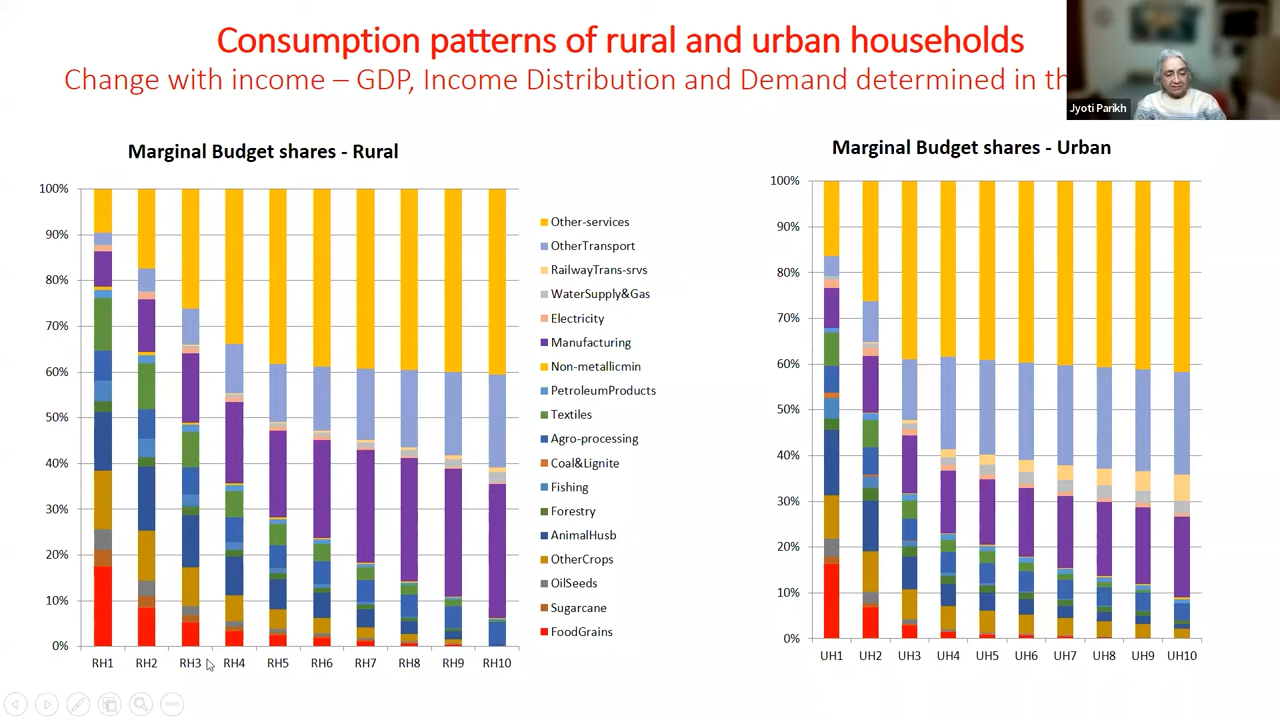 Consumption patterns of rural and urban households
Change with income – GDP, Income Distribution and Demand determined in th
Jyoti Parikh
Marginal Budget shares - Rural
100%
90%
80%
70%
60%
50%
40%
30%
20%
10%
0%
RH1 RH2 RH3 RH4 RH5 RH6 RH7 RH8 RH9 RH10
Other-services
OtherTransport
RailwayTrans-srvs
WaterSupply&Gas
Electricity
Manufacturing
Non-metallicmin
PetroleumProducts
Textiles
Agro-processing
Coal&Lignite
Fishing
Forestry
AnimalHusb
OtherCrops
OilSeeds
Sugarcane
FoodGrains
Marginal Budget shares - Urban
100%
90%
80%
70%
60%
50%
40%
30%
20%
10%
0%
UH1 UH2 UH3 UH4 UH5 UH6 UH7 UH8 UH9 UH10